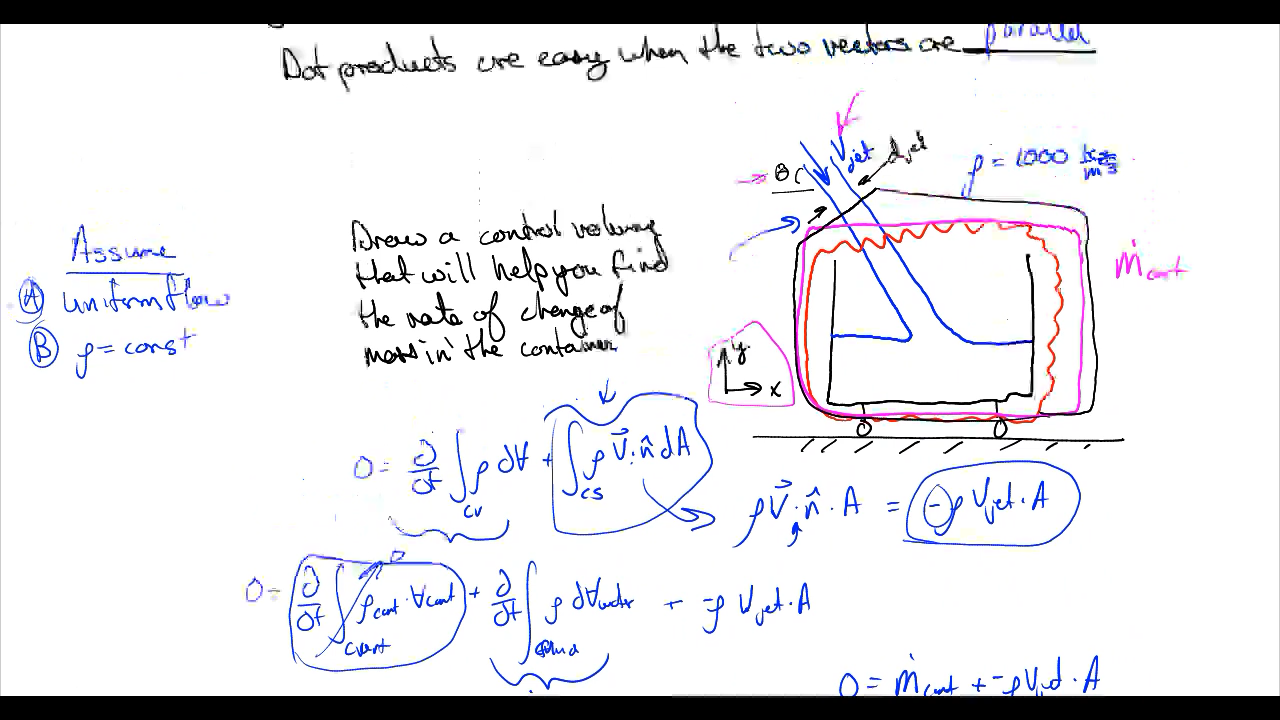 Dot products are easy when the two vectors are parallel
V_jet
d_jet
θ_c
ρ = 1000 kg/m³
ṁ_cont
Assume
Ⓐ uniform flow
Ⓑ ρ = const
Draw a control volume
that will help you find
the rate of change of
mass in the container
y
x
0 = ∂/∂t ∫_CV ρ d∀ + ∫_CS ρ V⃗·n̂ dA
ρ V⃗·n̂·A = -ρ V_jet·A
0 = ∂/∂t ∫ ρ_cont·∀_cont + ∂/∂t ∫ ρ d∀_water + -ρ V_jet·A
0
0 = ṁ_cont + -ρ V_jet·A